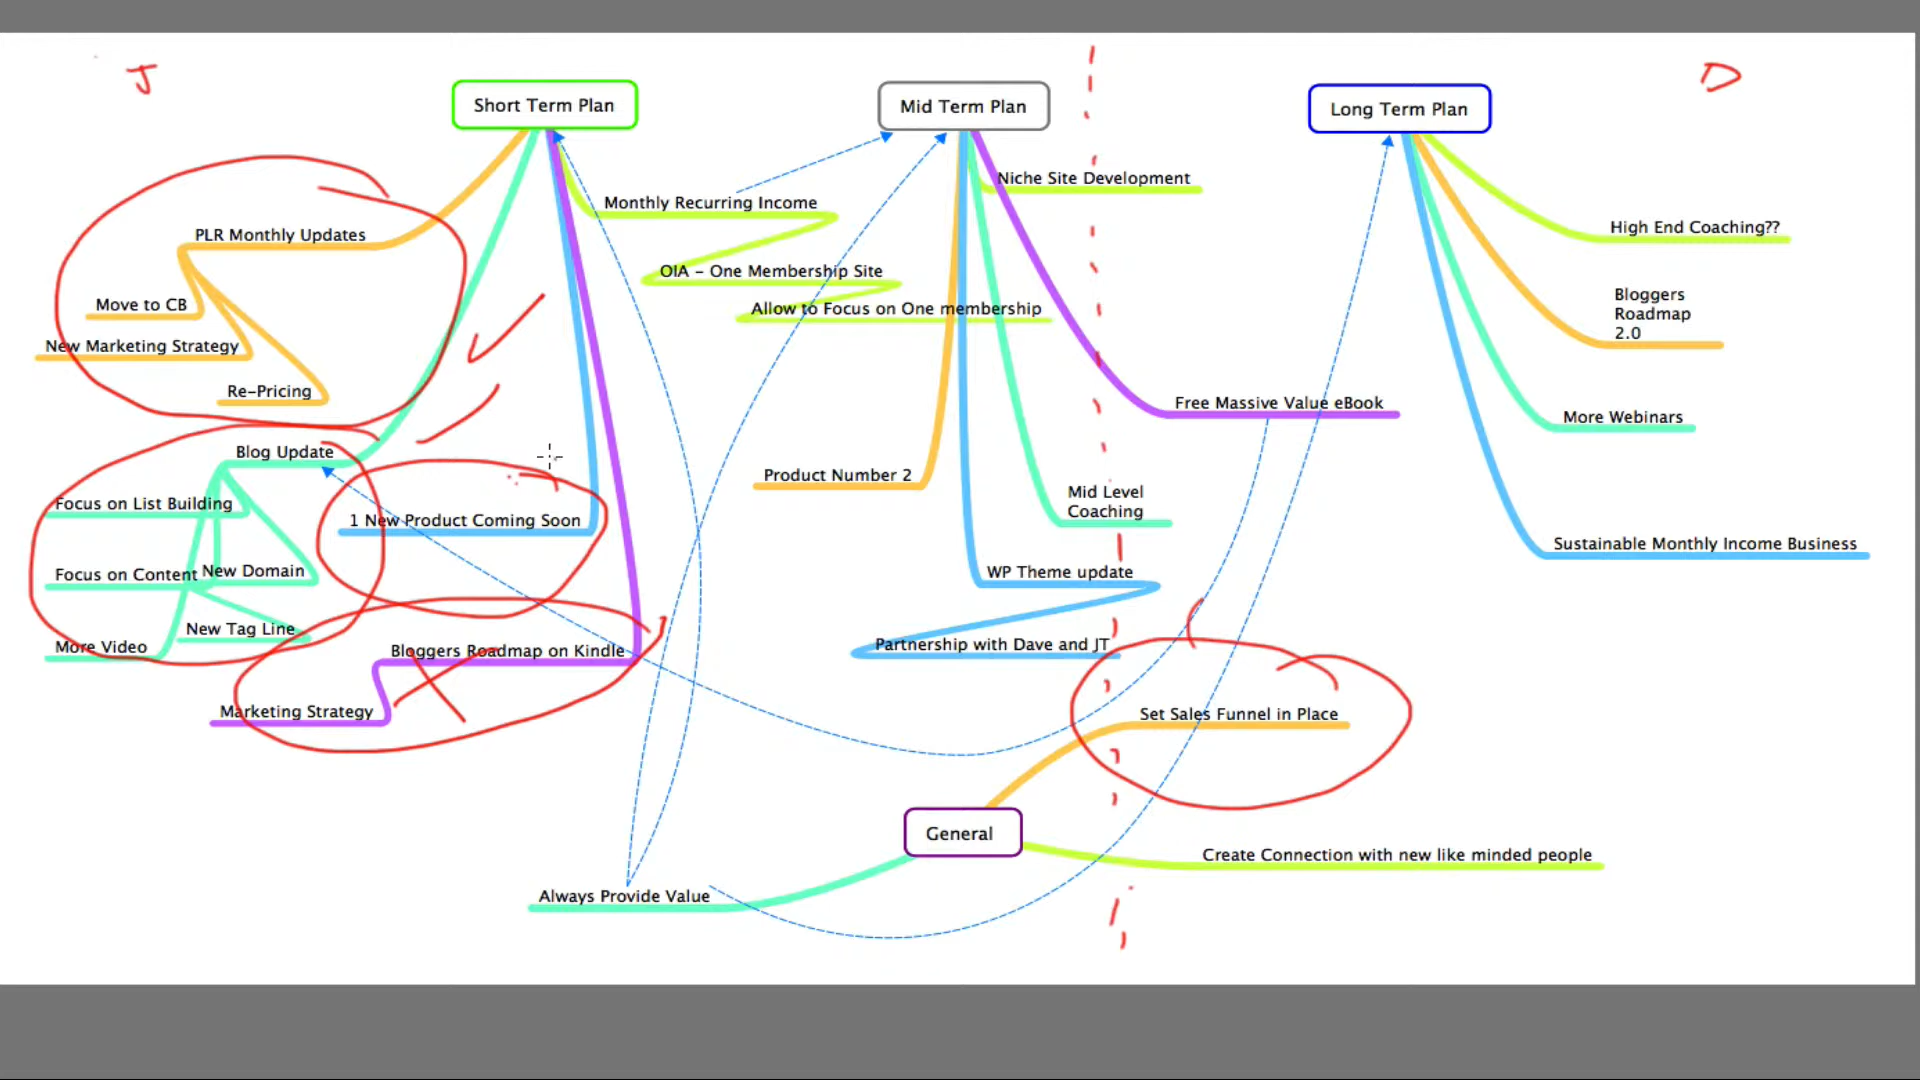 J
D
Short Term Plan
Mid Term Plan
Long Term Plan
Niche Site Development
Monthly Recurring Income
PLR Monthly Updates
High End Coaching??
OIA - One Membership Site
Move to CB
Allow to Focus on One membership
Bloggers
Roadmap
2.0
New Marketing Strategy
Re-Pricing
Free Massive Value eBook
More Webinars
Blog Update
Product Number 2
Focus on List Building
Mid Level
Coaching
1 New Product Coming Soon
Sustainable Monthly Income Business
Focus on Content
New Domain
WP Theme update
New Tag Line
More Video
Bloggers Roadmap on Kindle
Partnership with Dave and JT
Marketing Strategy
Set Sales Funnel in Place
General
Create Connection with new like minded people
Always Provide Value